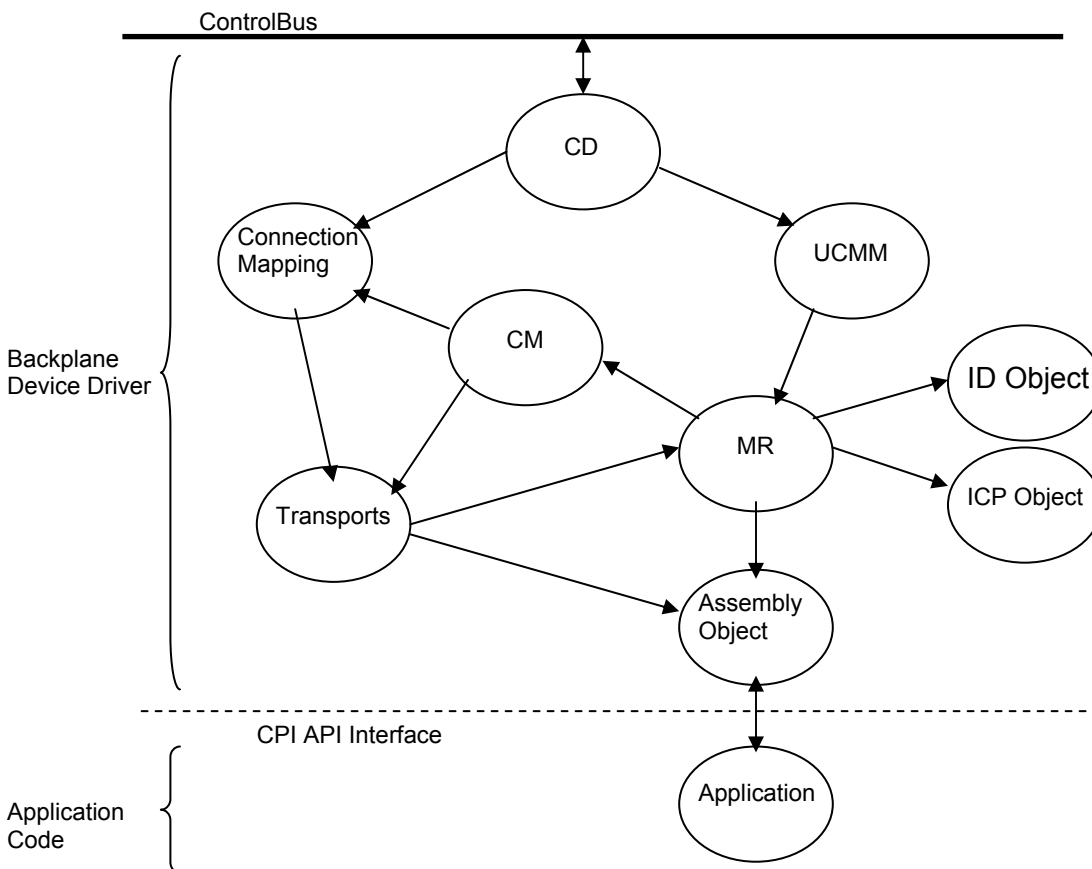 ControlBus
CD
Connection
Mapping
UCMM
CM
Backplane
Device Driver
ID Object
MR
ICP Object
Transports
Assembly
Object
CPI API Interface
Application
Application
Code